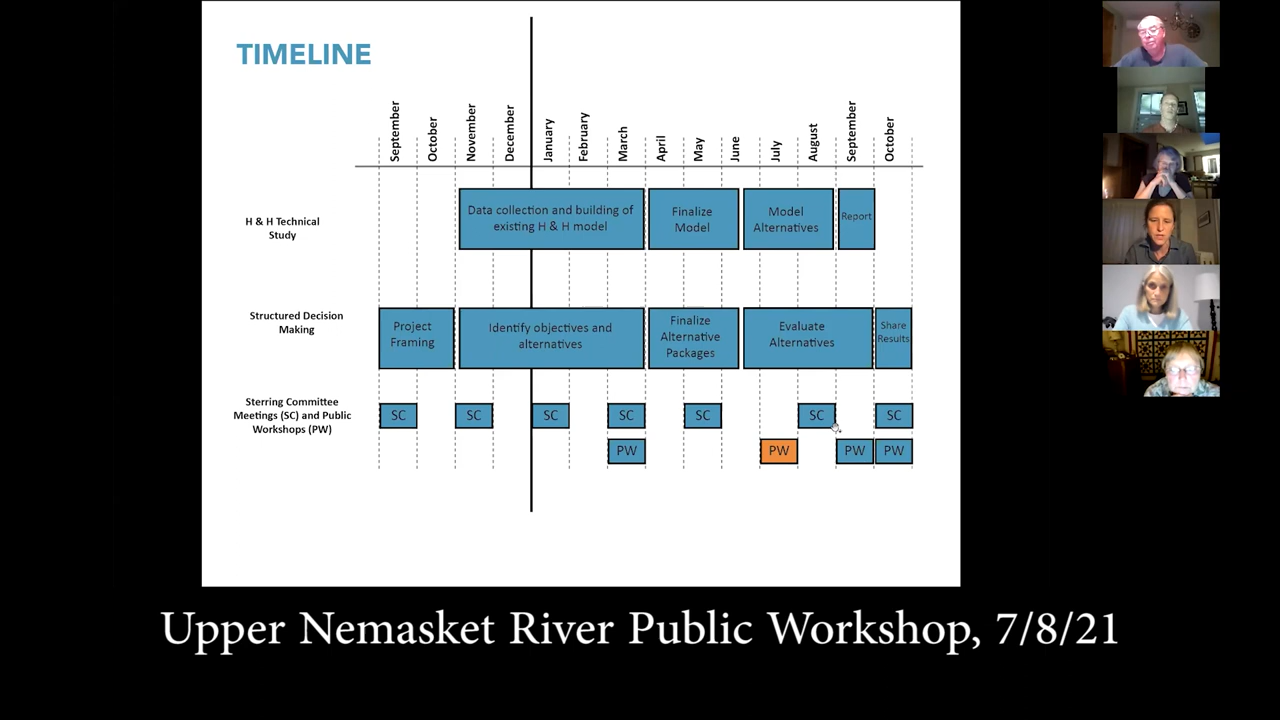 TIMELINE
September
October
November
December
January
February
March
April
May
June
July
August
September
October
H & H Technical
Study
Data collection and building of
existing H & H model
Finalize
Model
Model
Alternatives
Report
Structured Decision
Making
Project
Framing
Identify objectives and
alternatives
Finalize
Alternative
Packages
Evaluate
Alternatives
Share
Results
Sterring Committee
Meetings (SC) and Public
Workshops (PW)
SC
SC
SC
SC
SC
SC
SC
PW
PW
PW
PW
Upper Nemasket River Public Workshop, 7/8/21